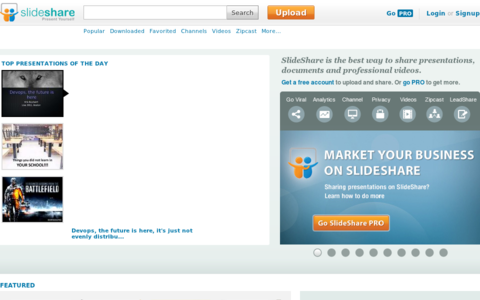 slideshare
Present Yourself
Search
Upload
Go PRO
Login or Signup
Popular Downloaded Favorited Channels Videos Zipcast More...
TOP PRESENTATIONS OF THE DAY
Devops, the future is here
Things you did not learn in
YOUR SCHOOL!!!
BATTLEFIELD
Devops, the future is here, it's just not
evenly distribu...
SlideShare is the best way to share presentations,
documents and professional videos.
Get a free account to upload and share. Or go PRO to get more.
Go Viral Analytics Channel Privacy Videos Zipcast LeadShare
MARKET YOUR BUSINESS
ON SLIDESHARE
Sharing presentations on SlideShare?
Learn how to do more
Go SlideShare PRO
FEATURED